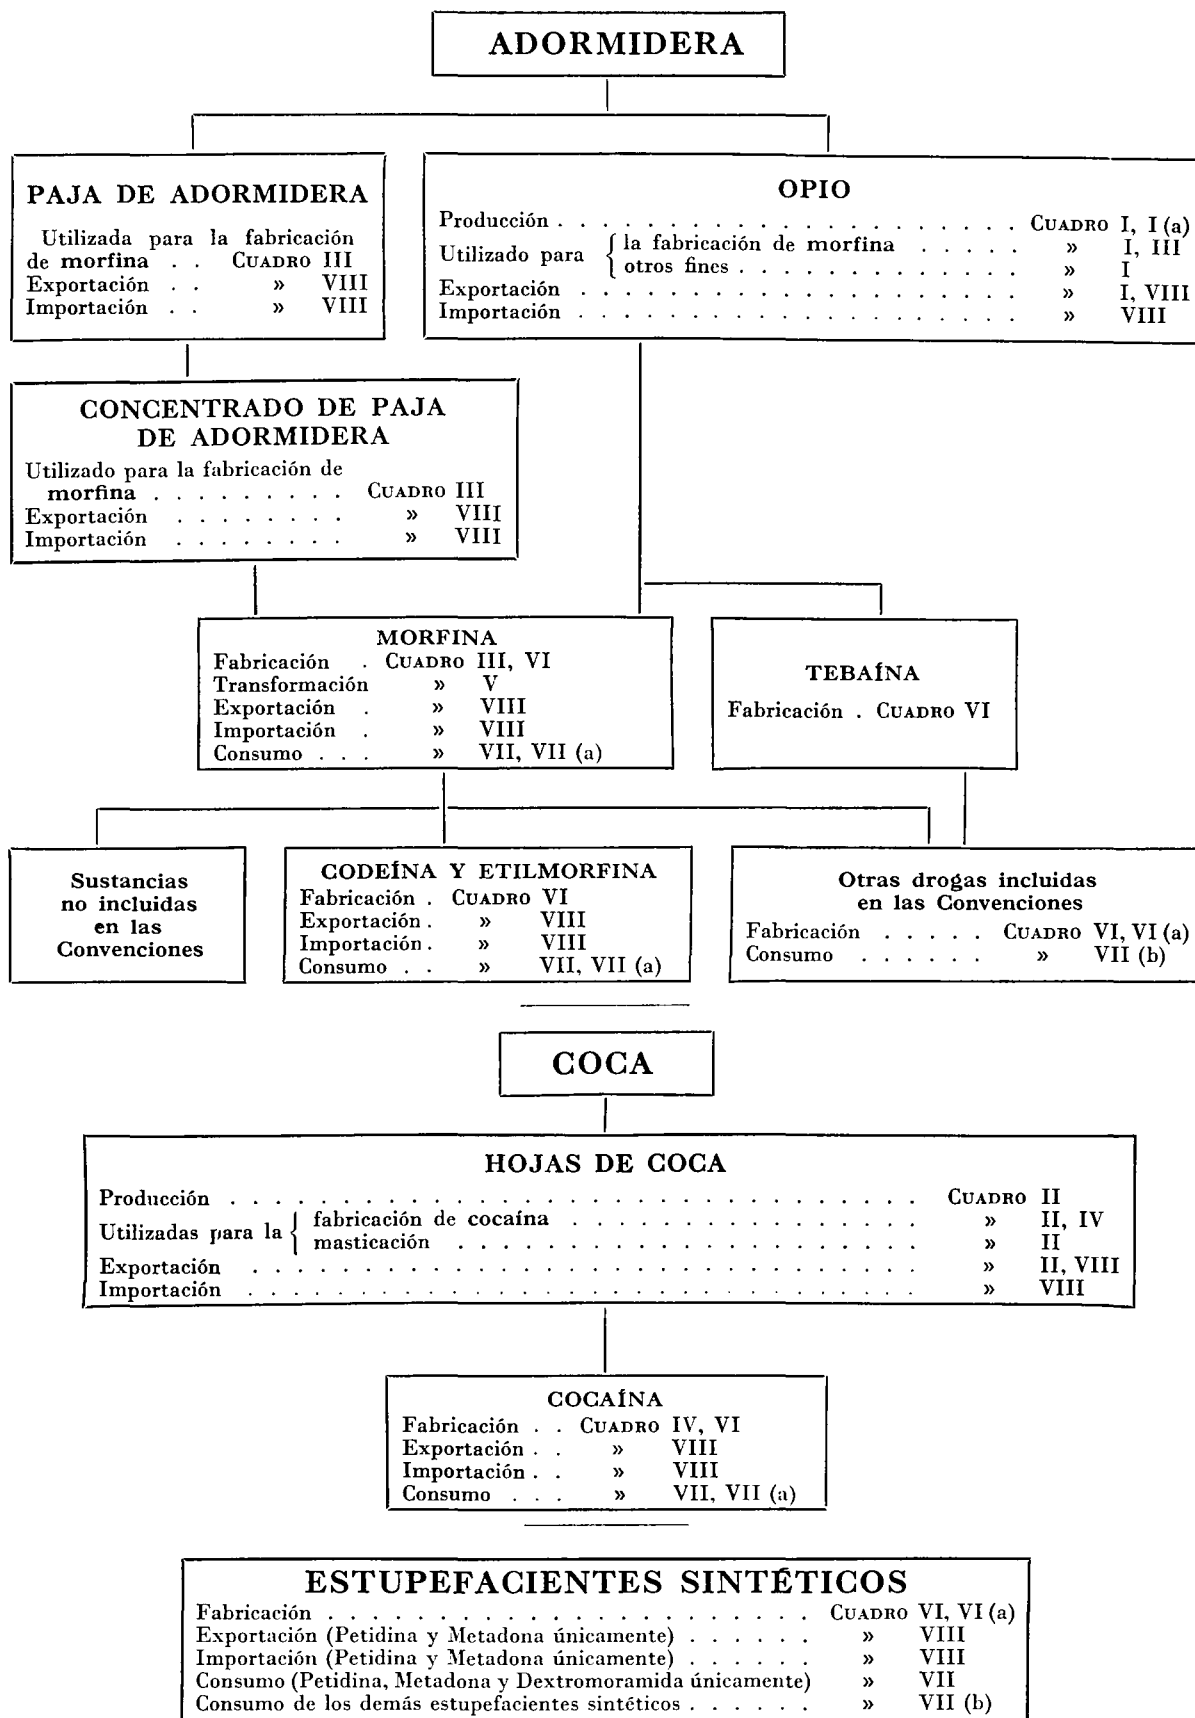 ADORMIDERA
PAJA DE ADORMIDERA
Utilizada para la fabricación
de morfina . . CUADRO III
Exportación . . » VIII
Importación . . » VIII
OPIO
Producción . . . . . . . . . . . . . . . . . . . . CUADRO I, I (a)
Utilizado para { la fabricación de morfina . . . . . » I, III
otros fines . . . . . . . . . . . . . » I
Exportación . . . . . . . . . . . . . . . . . . . » I, VIII
Importación . . . . . . . . . . . . . . . . . . . » VIII
CONCENTRADO DE PAJA
DE ADORMIDERA
Utilizado para la fabricación de
morfina . . . . . . . . . CUADRO III
Exportación . . . . . . . . » VIII
Importación . . . . . . . . » VIII
MORFINA
Fabricación . CUADRO III, VI
Transformación » V
Exportación . » VIII
Importación . » VIII
Consumo . . . » VII, VII (a)
TEBAÍNA
Fabricación . CUADRO VI
Sustancias
no incluidas
en las
Convenciones
CODEÍNA Y ETILMORFINA
Fabricación . CUADRO VI
Exportación . » VIII
Importación . » VIII
Consumo . . » VII, VII (a)
Otras drogas incluidas
en las Convenciones
Fabricación . . . . . CUADRO VI, VI (a)
Consumo . . . . . . » VII (b)
COCA
HOJAS DE COCA
Producción . . . . . . . . . . . . . . . . . . . . . . . . . . . . . . CUADRO II
Utilizadas para la { fabricación de cocaína . . . . . . . . . . . . . . . » II, IV
masticación . . . . . . . . . . . . . . . . . . . . » II
Exportación . . . . . . . . . . . . . . . . . . . . . . . . . . . . . » II, VIII
Importación . . . . . . . . . . . . . . . . . . . . . . . . . . . . . » VIII
COCAÍNA
Fabricación . . CUADRO IV, VI
Exportación . . » VIII
Importación . . » VIII
Consumo . . . » VII, VII (a)
ESTUPEFACIENTES SINTÉTICOS
Fabricación . . . . . . . . . . . . . . . . . . . . . CUADRO VI, VI (a)
Exportación (Petidina y Metadona únicamente) . . . . . . » VIII
Importación (Petidina y Metadona únicamente) . . . . . . » VIII
Consumo (Petidina, Metadona y Dextromoramida únicamente) » VII
Consumo de los demás estupefacientes sintéticos . . . . . . » VII (b)